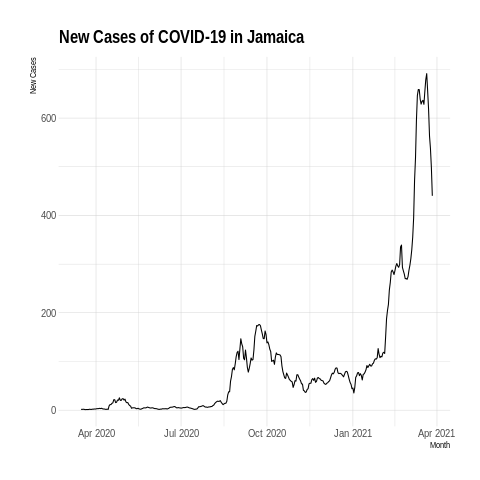 New Cases of COVID-19 in Jamaica
New Cases
600
400
200
0
Apr 2020 Jul 2020 Oct 2020 Jan 2021 Apr 2021
Month